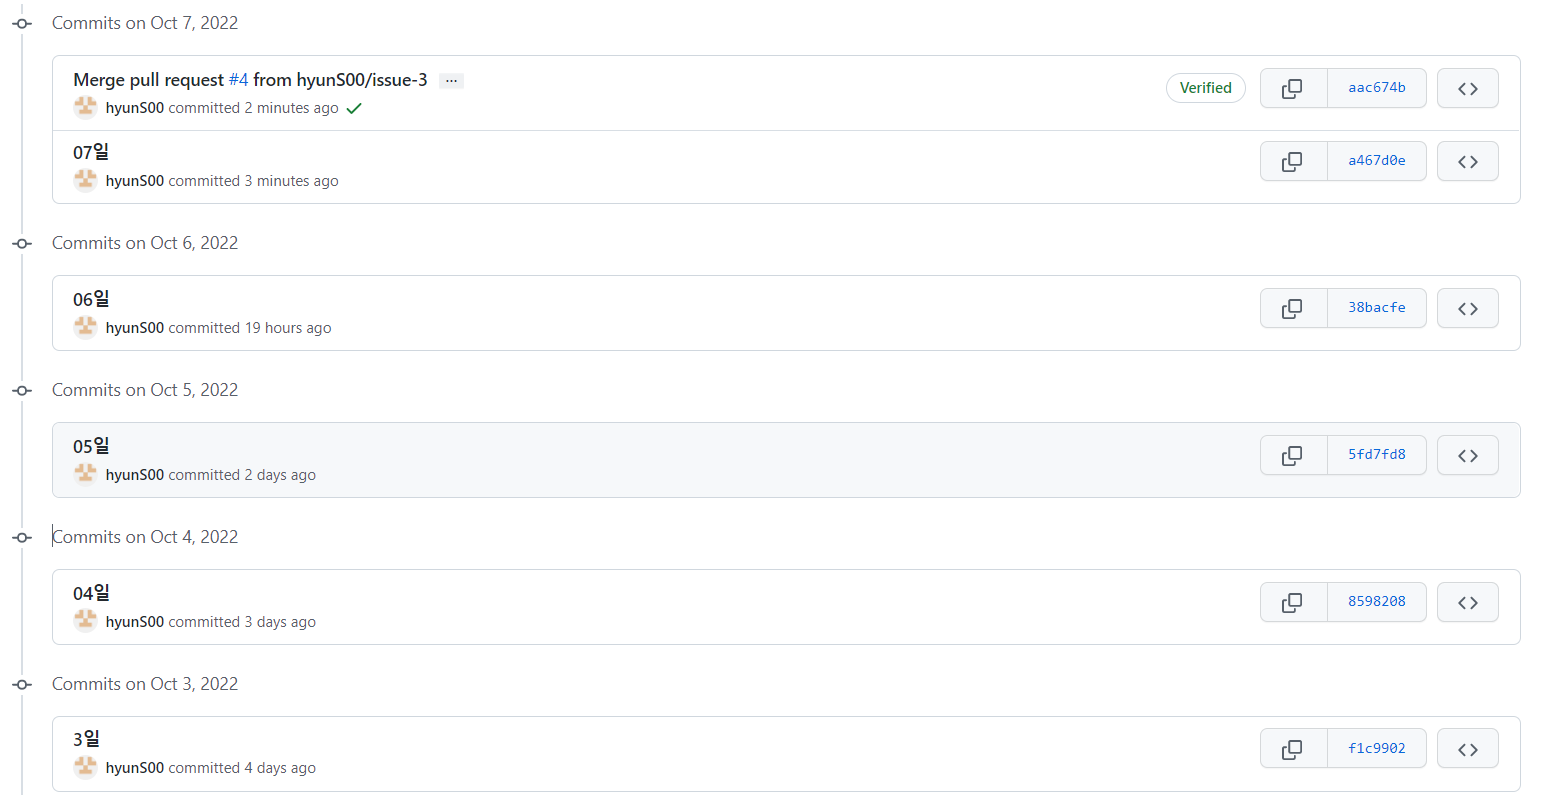 Commits on Oct 7, 2022
Merge pull request #4 from hyunS00/issue-3 ...
hyunS00 committed 2 minutes ago
Verified
aac674b
07일
hyunS00 committed 3 minutes ago
a467d0e
Commits on Oct 6, 2022
06일
hyunS00 committed 19 hours ago
38bacfe
Commits on Oct 5, 2022
05일
hyunS00 committed 2 days ago
5fd7fd8
Commits on Oct 4, 2022
04일
hyunS00 committed 3 days ago
8598208
Commits on Oct 3, 2022
3일
hyunS00 committed 4 days ago
f1c9902